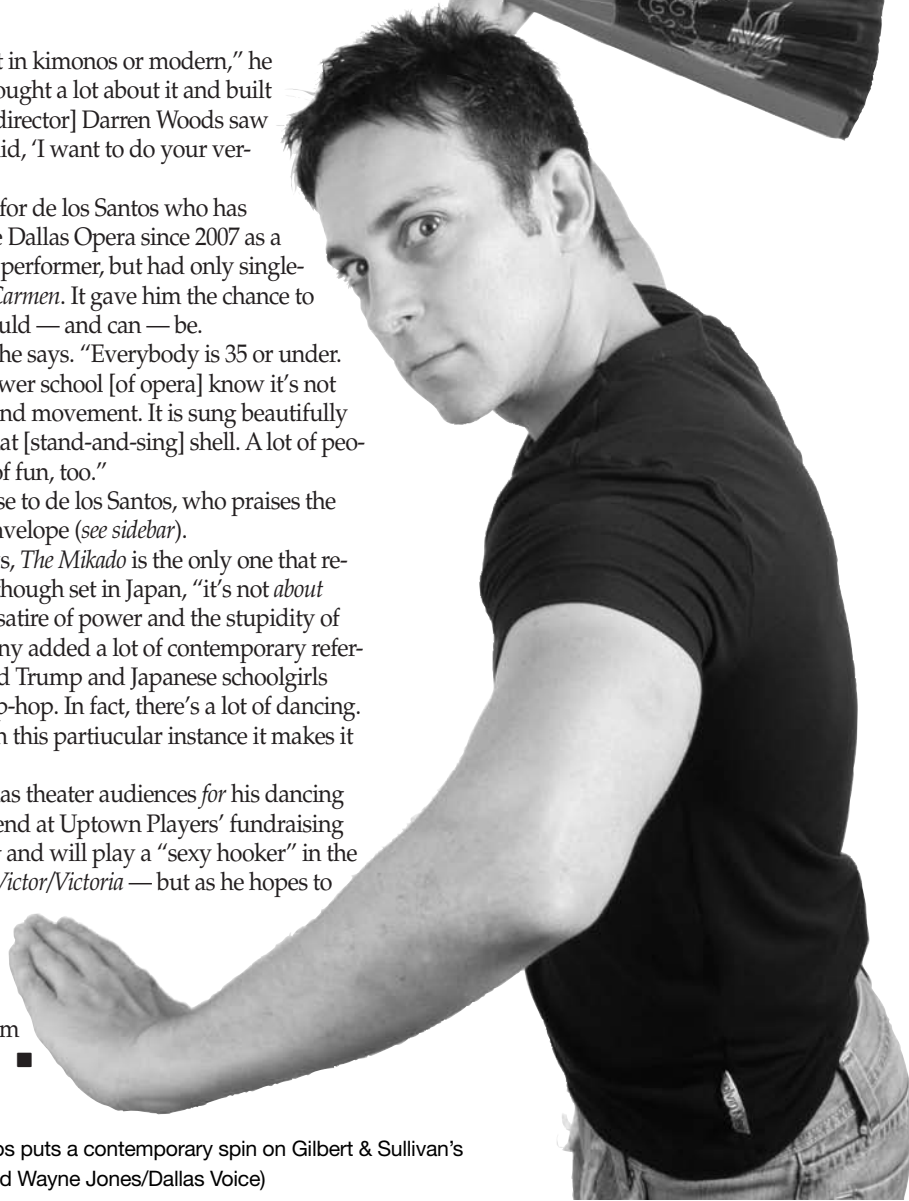 t in kimonos or modern,” he
ought a lot about it and built
director] Darren Woods saw
id, ‘I want to do your ver-
for de los Santos who has
e Dallas Opera since 2007 as a
performer, but had only single-
Carmen. It gave him the chance to
uld — and can — be.
he says. “Everybody is 35 or under.
wer school [of opera] know it’s not
nd movement. It is sung beautifully
at [stand-and-sing] shell. A lot of peo-
of fun, too.”
se to de los Santos, who praises the
nvelope (see sidebar).
s, The Mikado is the only one that re-
though set in Japan, “it’s not about
satire of power and the stupidity of
ny added a lot of contemporary refer-
d Trump and Japanese schoolgirls
p-hop. In fact, there’s a lot of dancing.
n this partiucular instance it makes it
as theater audiences for his dancing
end at Uptown Players’ fundraising
and will play a “sexy hooker” in the
Victor/Victoria — but as he hopes to
m
■
os puts a contemporary spin on Gilbert & Sullivan’s
d Wayne Jones/Dallas Voice)